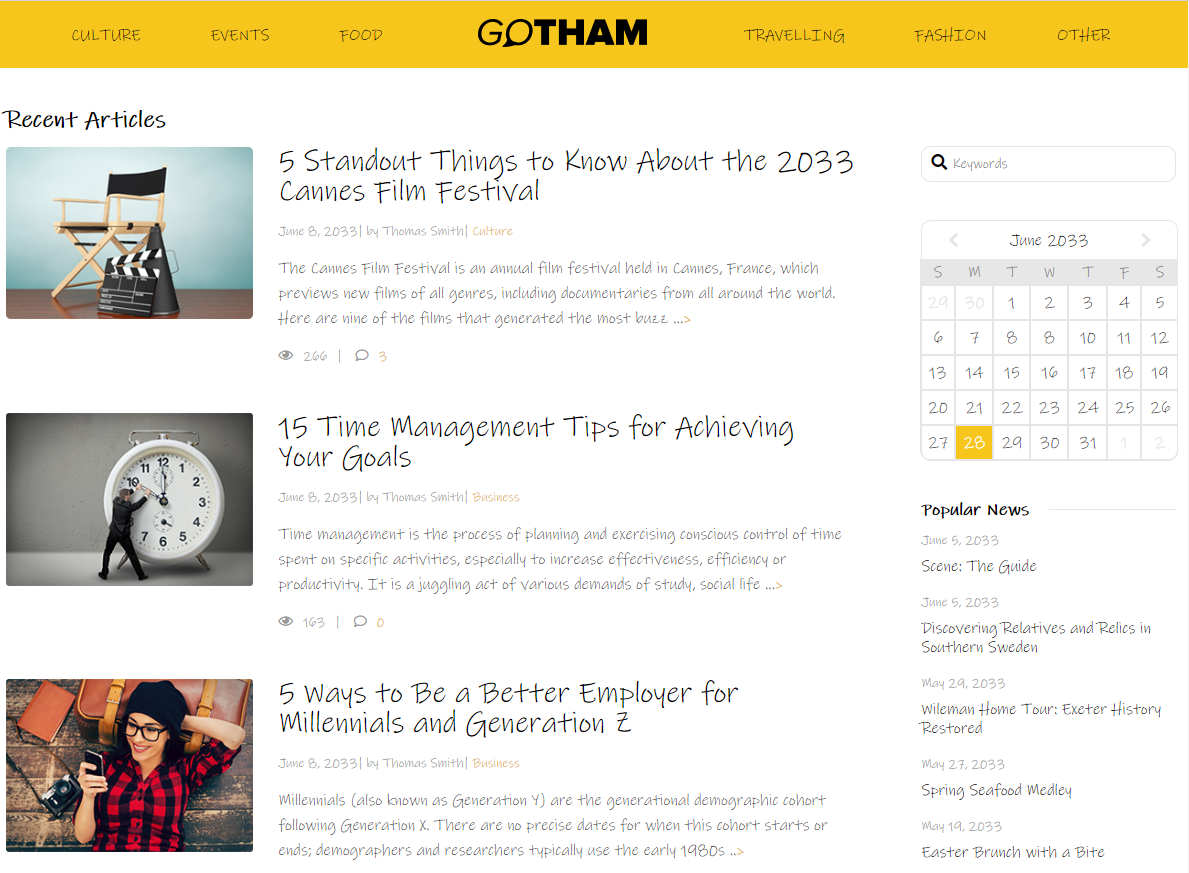 CULTURE EVENTS FOOD GOTHAM TRAVELLING FASHION OTHER
Recent Articles
5 Standout Things to Know About the 2033
Cannes Film Festival
June 8, 2033| by Thomas Smith| Culture
The Cannes Film Festival is an annual film festival held in Cannes, France, which
previews new films of all genres, including documentaries from all around the world.
Here are nine of the films that generated the most buzz ...>
266 | 3
15 Time Management Tips for Achieving
Your Goals
June 8, 2033| by Thomas Smith| Business
Time management is the process of planning and exercising conscious control of time
spent on specific activities, especially to increase effectiveness, efficiency or
productivity. It is a juggling act of various demands of study, social life ...>
163 | 0
5 Ways to Be a Better Employer for
Millennials and Generation Z
June 8, 2033| by Thomas Smith| Business
Millennials (also known as Generation Y) are the generational demographic cohort
following Generation X. There are no precise dates for when this cohort starts or
ends; demographers and researchers typically use the early 1980s ..>
Keywords
June 2033
S M T W T F S
29 30 1 2 3 4 5
6 7 8 8 10 11 12
13 14 15 16 17 18 19
20 21 22 23 24 25 26
27 28 29 30 31 1 2
Popular News
June 5, 2033
Scene: The Guide
June 5, 2033
Discovering Relatives and Relics in
Southern Sweden
May 29, 2033
Wileman Home Tour: Exeter History
Restored
May 27, 2033
Spring Seafood Medley
May 19, 2033
Easter Brunch with a Bite